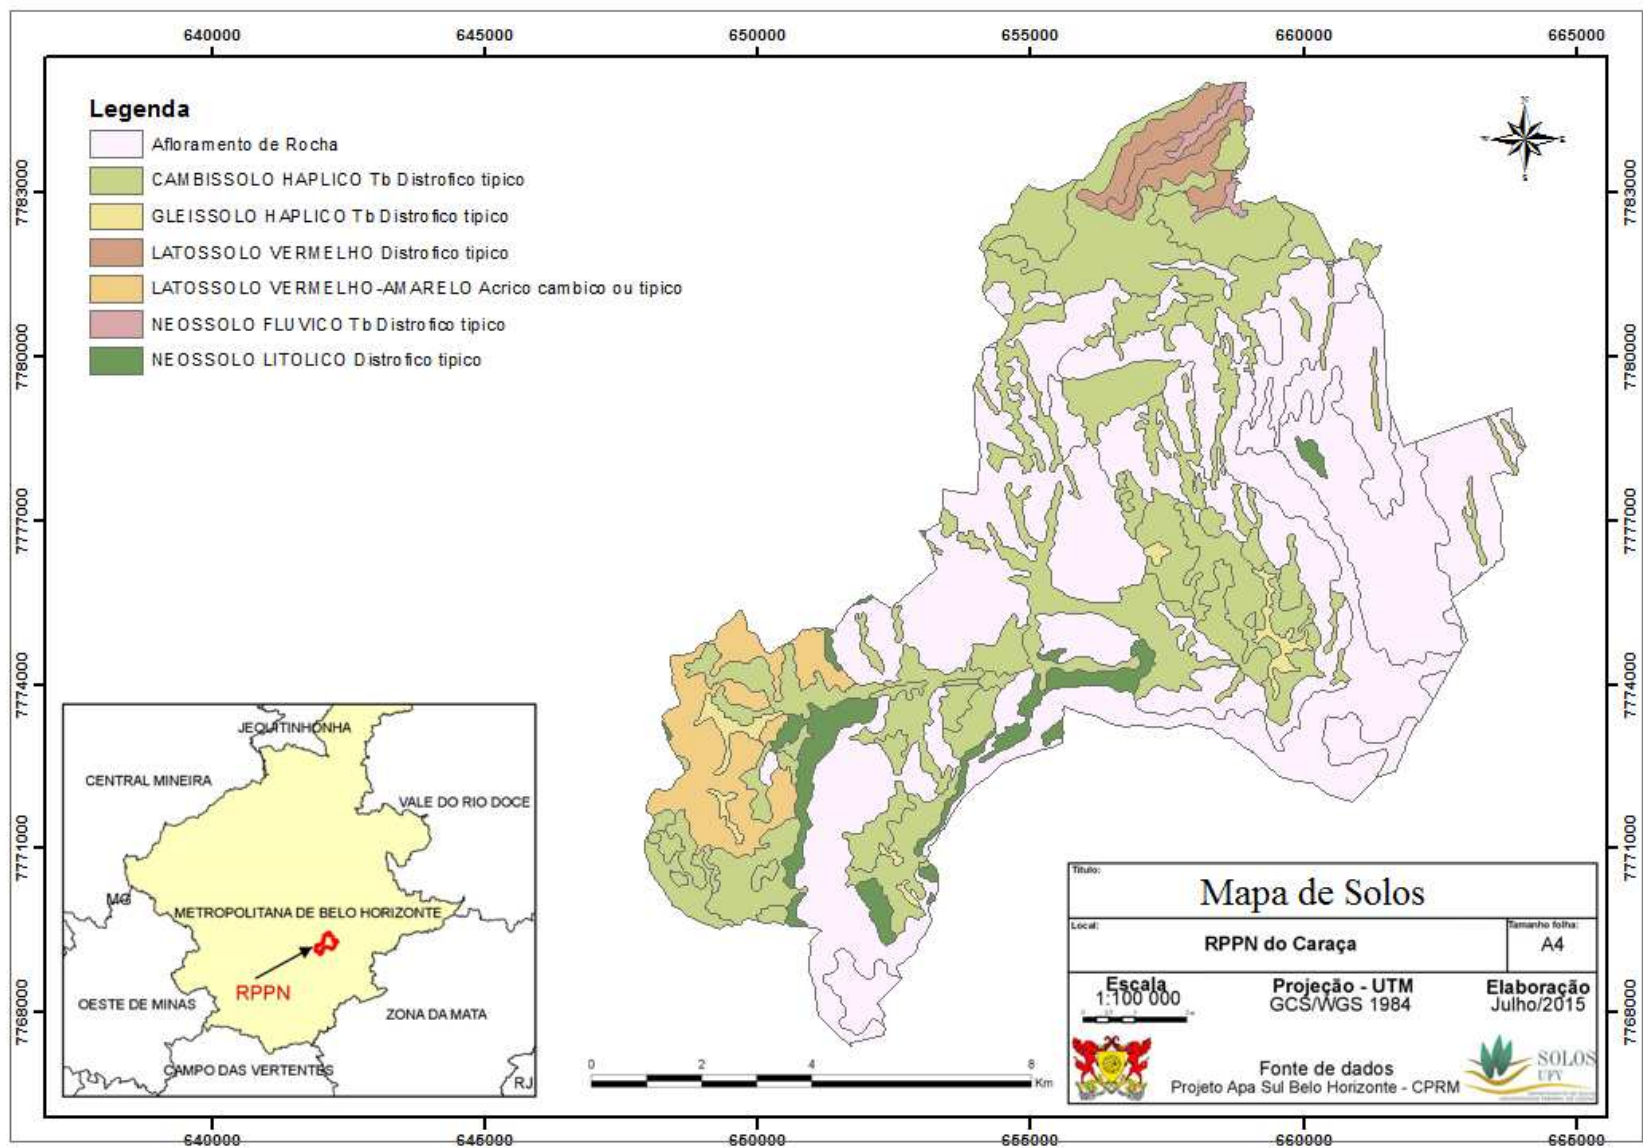 640000 645000 650000 655000 660000 665000
Legenda
Afloramento de Rocha
CAMBISSOLO HAPLICO Tb Distrofico tipico
GLEISSOLO HAPLICO Tb Distrofico tipico
LATOSSOLO VERMELHO Distrofico tipico
LATOSSOLO VERMELHO-AMARELO Acrico cambico ou tipico
NEOSSOLO FLUVICO Tb Distrofico tipico
NEOSSOLO LITOLICO Distrofico tipico
N
S
7783000
7780000
7777000
7774000
7771000
7768000
7783000
7780000
7777000
7774000
7771000
7768000
JEQUITINHONHA
CENTRAL MINEIRA
VALE DO RIO DOCE
MG
METROPOLITANA DE BELO HORIZONTE
RPPN
OESTE DE MINAS
ZONA DA MATA
CAMPO DAS VERTENTES
RJ
0 2 4 8
Km
Título:
Mapa de Solos
Local:
RPPN do Caraça
Tamanho folha:
A4
Escala
1:100 000
Projeção - UTM
GCS/WGS 1984
Elaboração
Julho/2015
Fonte de dados
Projeto Apa Sul Belo Horizonte - CPRM
SOLOS
UFV
640000 645000 650000 655000 660000 665000